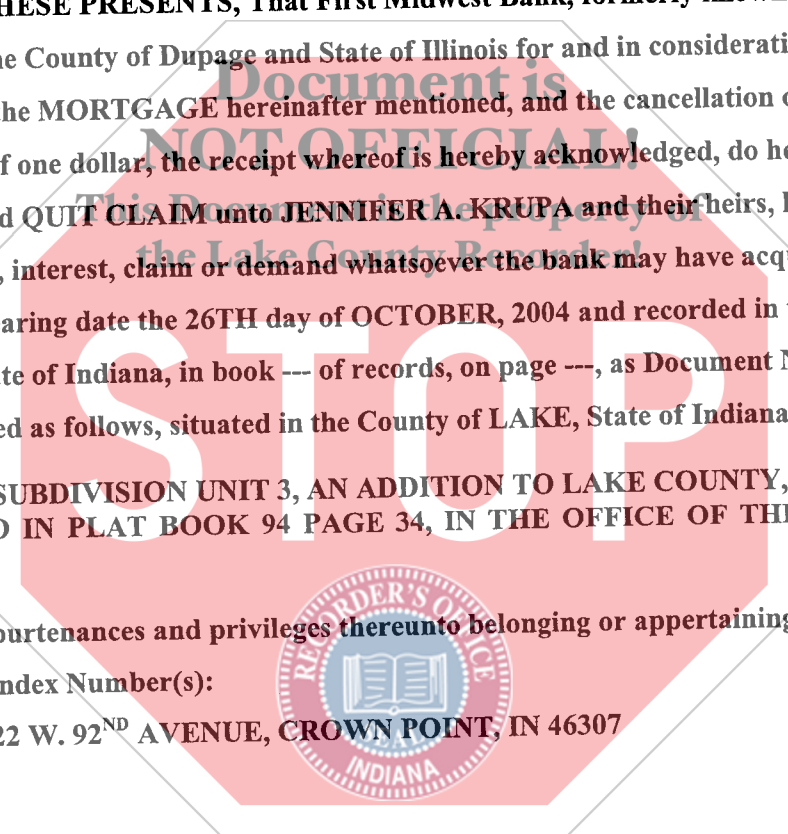 HESE PRESENTS, That First Midwest Bank, formerly know
e County of Dupage and State of Illinois for and in considerati
Document is
the MORTGAGE hereinafter mentioned, and the cancellation
NOT OFFICIAL!
f one dollar, the receipt whereof is hereby acknowledged, do he
This Document is the property of
d QUIT CLAIM unto JENNIFER A. KRUPA and their heirs,
the Lake County Recorder!
, interest, claim or demand whatsoever the bank may have acqu
aring date the 26TH day of OCTOBER, 2004 and recorded in
te of Indiana, in book --- of records, on page ---, as Document N
ed as follows, situated in the County of LAKE, State of Indiana
STOP
SUBDIVISION UNIT 3, AN ADDITION TO LAKE COUNTY,
D IN PLAT BOOK 94 PAGE 34, IN THE OFFICE OF THE
RECORDER'S OFFICE
ourtenances and privileges thereunto belonging or appertaining
ndex Number(s):
SEAL
22 W. 92ND AVENUE, CROWN POINT, IN 46307
INDIANA